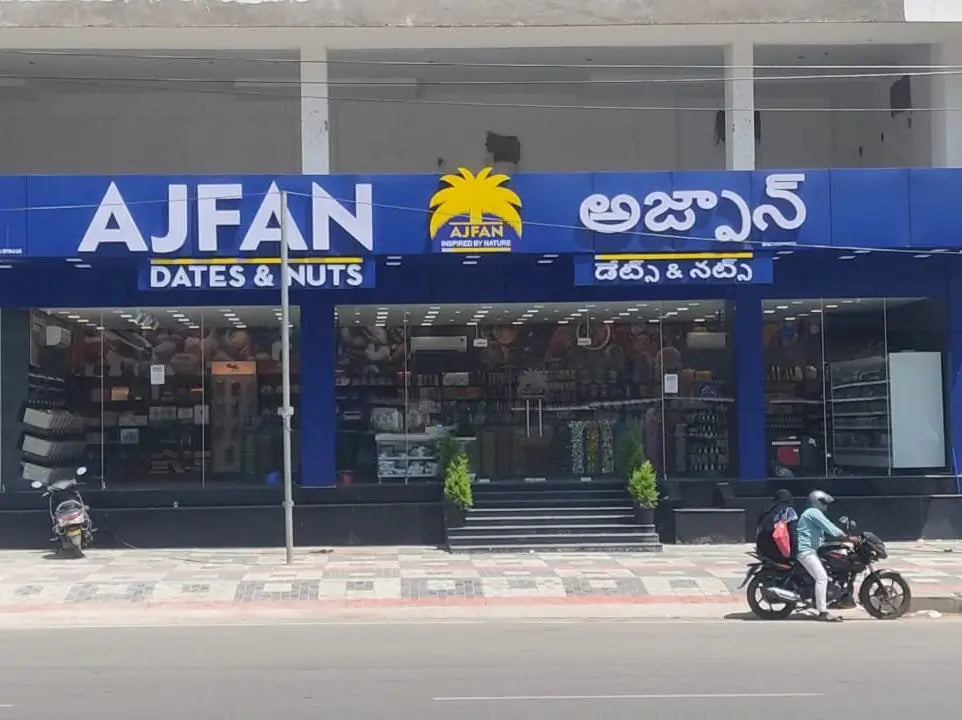 AJFAN
DATES & NUTS
AJFAN
INSPIRED BY NATURE
అజ్ఫాన్
డేట్స్ & నట్స్